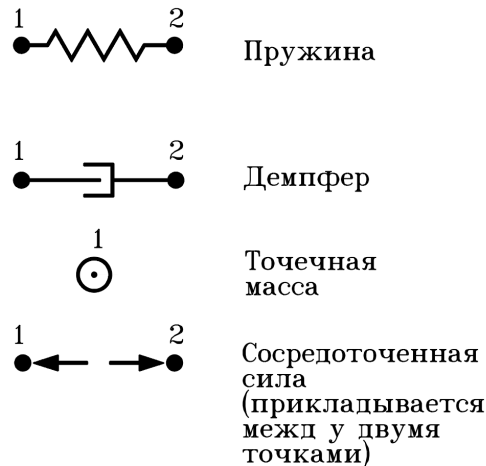 1 2
Пружина
1 2
Демпфер
1
Точечная
масса
1 2
Сосредоточенная
сила
(прикладывается
межд у двумя
точками)